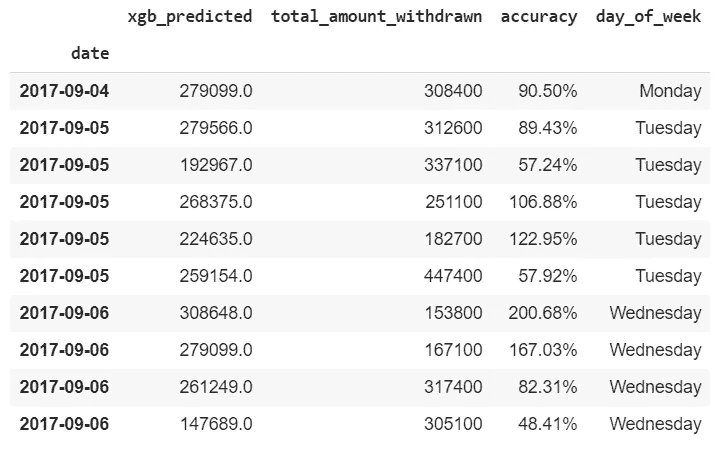 xgb_predicted total_amount_withdrawn accuracy day_of_week
date
2017-09-04 279099.0 308400 90.50% Monday
2017-09-05 279566.0 312600 89.43% Tuesday
2017-09-05 192967.0 337100 57.24% Tuesday
2017-09-05 268375.0 251100 106.88% Tuesday
2017-09-05 224635.0 182700 122.95% Tuesday
2017-09-05 259154.0 447400 57.92% Tuesday
2017-09-06 308648.0 153800 200.68% Wednesday
2017-09-06 279099.0 167100 167.03% Wednesday
2017-09-06 261249.0 317400 82.31% Wednesday
2017-09-06 147689.0 305100 48.41% Wednesday